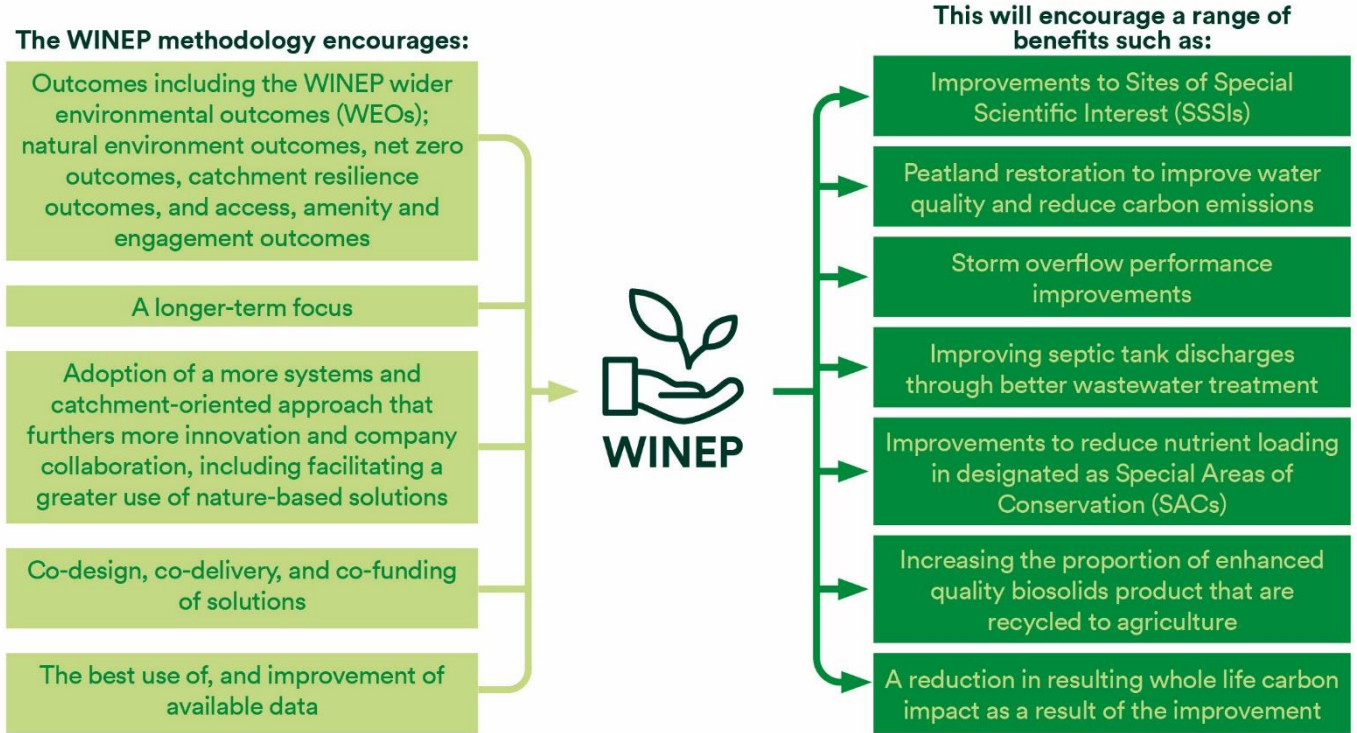 The WINEP methodology encourages:
Outcomes including the WINEP wider
environmental outcomes (WEOs);
natural environment outcomes, net zero
outcomes, catchment resilience
outcomes, and access, amenity and
engagement outcomes
A longer-term focus
Adoption of a more systems and
catchment-oriented approach that
furthers more innovation and company
collaboration, including facilitating a
greater use of nature-based solutions
Co-design, co-delivery, and co-funding
of solutions
The best use of, and improvement of
available data
WINEP
This will encourage a range of
benefits such as:
Improvements to Sites of Special
Scientific Interest (SSSIs)
Peatland restoration to improve water
quality and reduce carbon emissions
Storm overflow performance
improvements
Improving septic tank discharges
through better wastewater treatment
Improvements to reduce nutrient loading
in designated as Special Areas of
Conservation (SACs)
Increasing the proportion of enhanced
quality biosolids product that are
recycled to agriculture
A reduction in resulting whole life carbon
impact as a result of the improvement